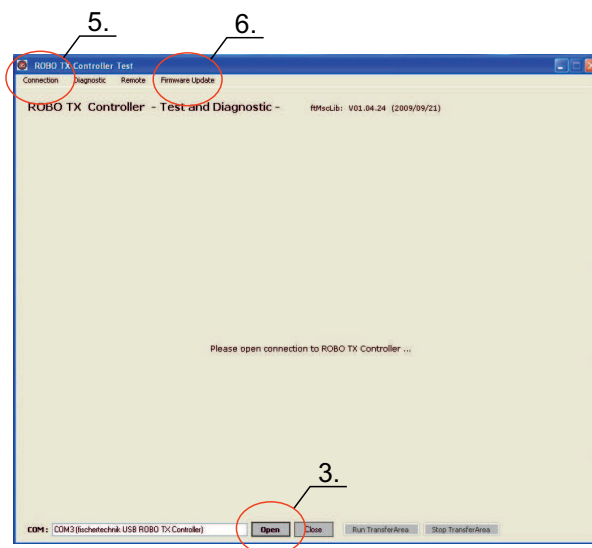 5.
6.
ROBO TX Controller Test
Connection Diagnostic Remote Firmware Update
ROBO TX Controller - Test and Diagnostic - ftMscLib: V01.04.24 (2009/09/21)
Please open connection to ROBO TX Controller ...
3.
COM: COM3 (fischertechnik USB ROBO TX Controller) Open Close Run TransferArea Stop TransferArea